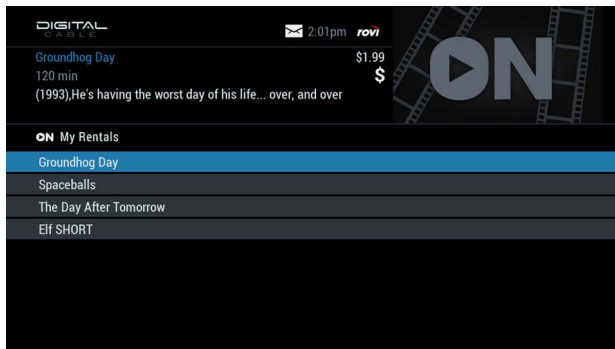 DIGITAL
CABLE
2:01pm rovi
Groundhog Day $1.99
120 min $
(1993),He's having the worst day of his life... over, and over
ON
ON My Rentals
Groundhog Day
Spaceballs
The Day After Tomorrow
Elf SHORT